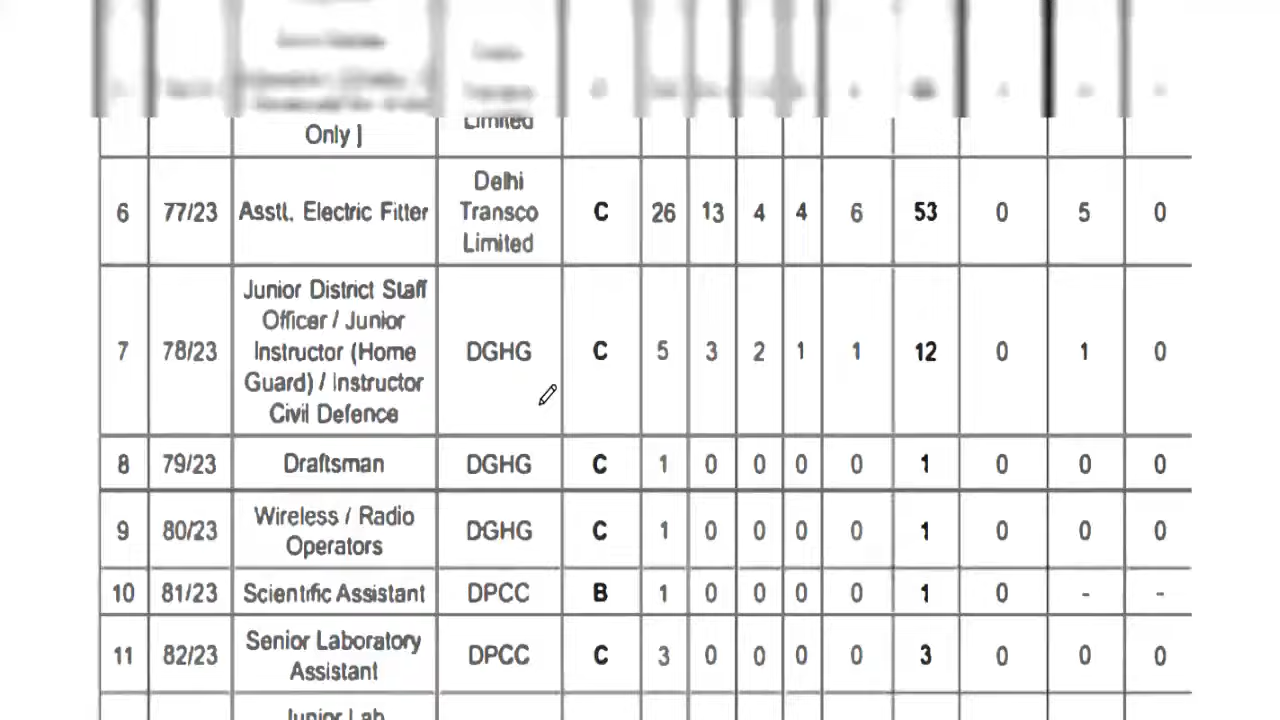 Only ]
Limited
6 77/23 Asstt. Electric Fitter Delhi Transco Limited C 26 13 4 4 6 53 0 5 0
7 78/23 Junior District Staff Officer / Junior Instructor (Home Guard) / Instructor Civil Defence DGHG C 5 3 2 1 1 12 0 1 0
8 79/23 Draftsman DGHG C 1 0 0 0 0 1 0 0 0
9 80/23 Wireless / Radio Operators DGHG C 1 0 0 0 0 1 0 0 0
10 81/23 Scientific Assistant DPCC B 1 0 0 0 0 1 0 - -
11 82/23 Senior Laboratory Assistant DPCC C 3 0 0 0 0 3 0 0 0
Junior Lab